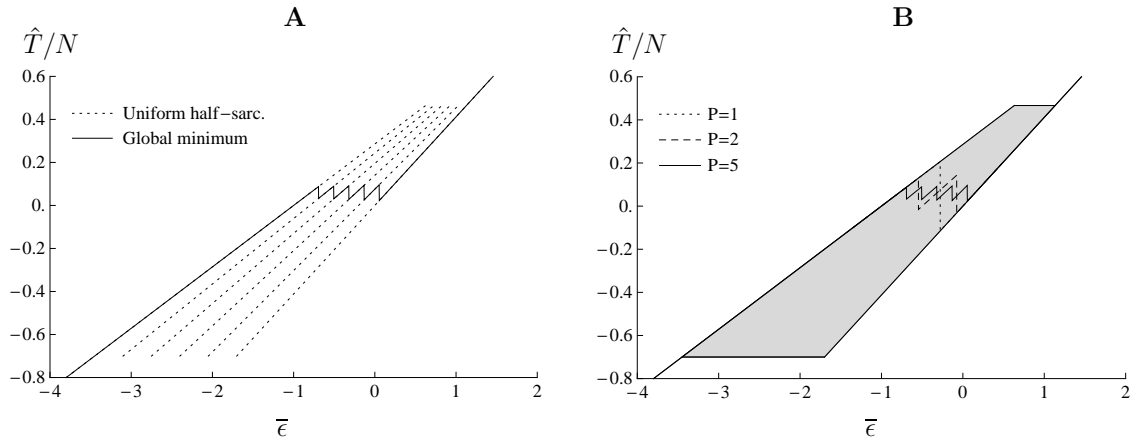 A
T̂/N
0.6
0.4
0.2
0.
−0.2
−0.4
−0.6
−0.8
−4 −3 −2 −1 0 1 2
ϵ̅
Uniform half−sarc.
Global minimum
B
T̂/N
0.6
0.4
0.2
0.
−0.2
−0.4
−0.6
−0.8
−4 −3 −2 −1 0 1 2
ϵ̅
P=1
P=2
P=5